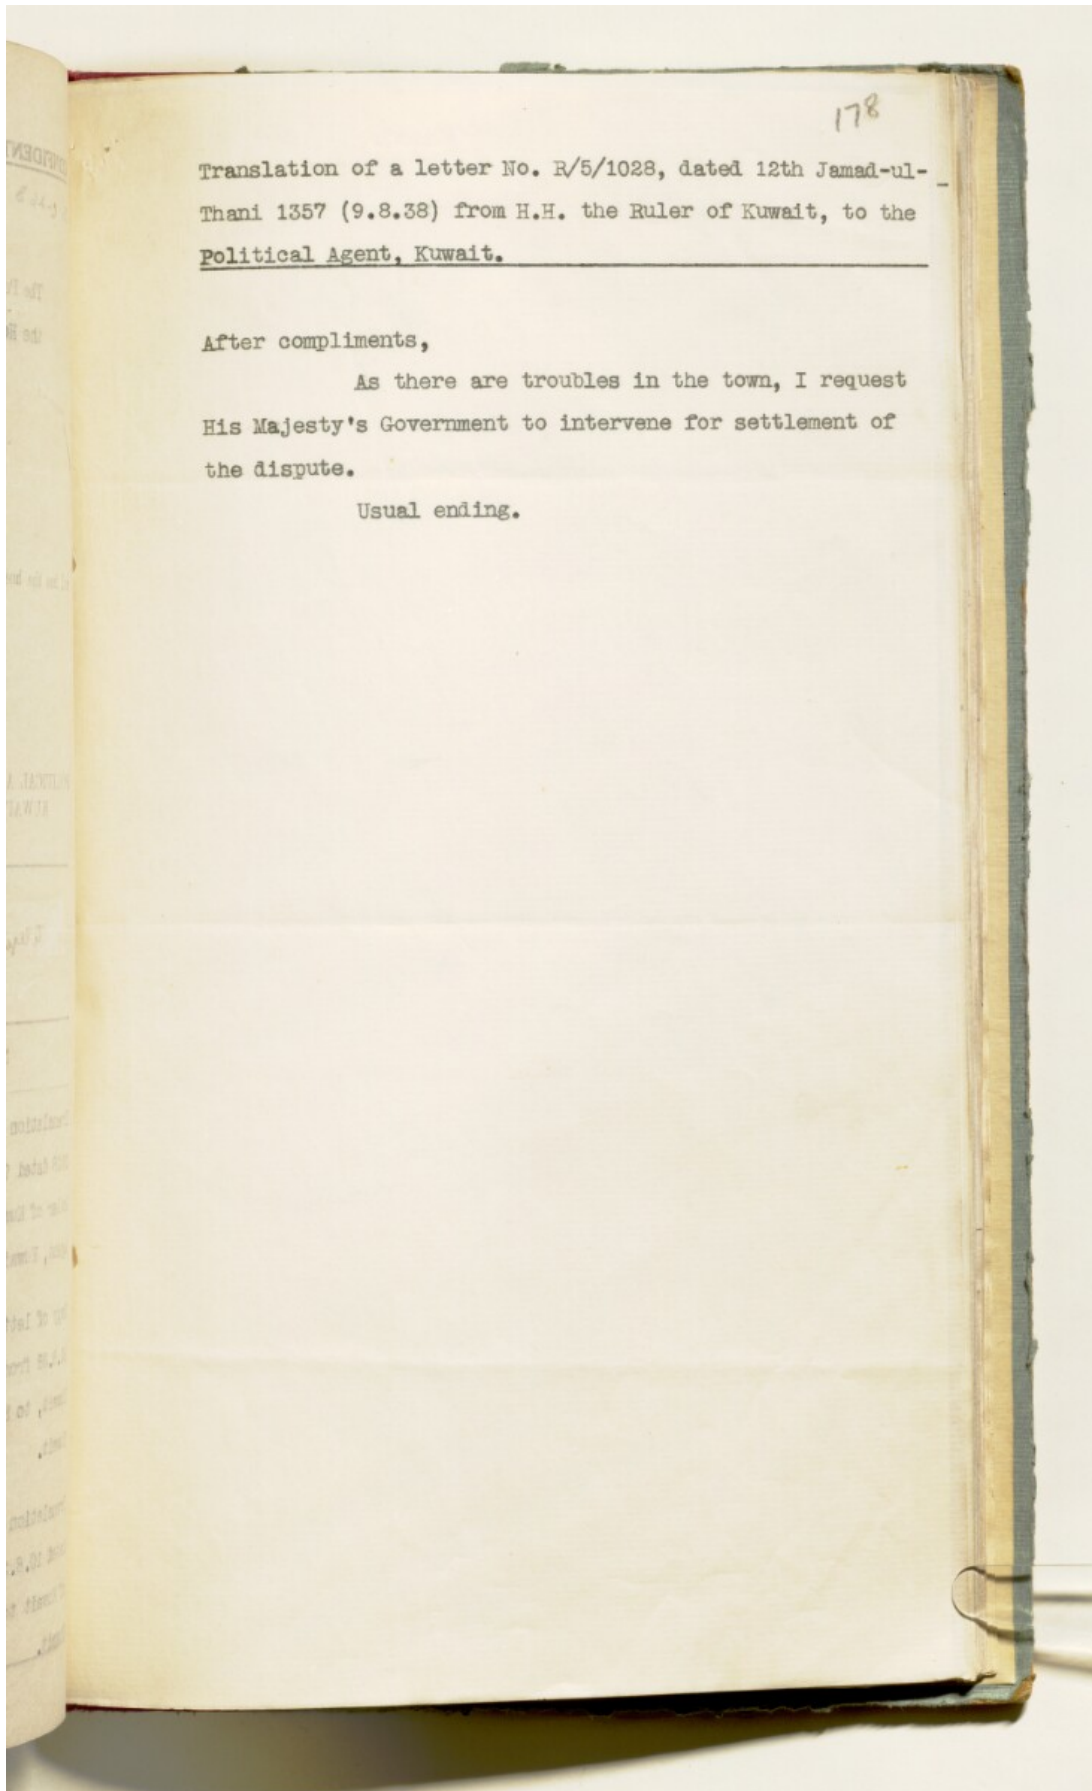 178
Translation of a letter No. R/5/1028, dated 12th Jamad-ul-
Thani 1357 (9.8.38) from H.H. the Ruler of Kuwait, to the
Political Agent, Kuwait.
After compliments,
As there are troubles in the town, I request
His Majesty's Government to intervene for settlement of
the dispute.
Usual ending.